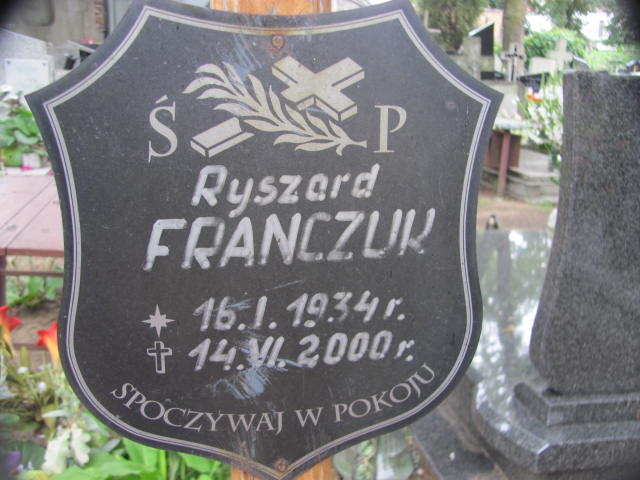 Ś P
Ryszard
FRANCZUK
16.I.1934 r.
14.VI.2000 r.
SPOCZYWAJ W POKOJU